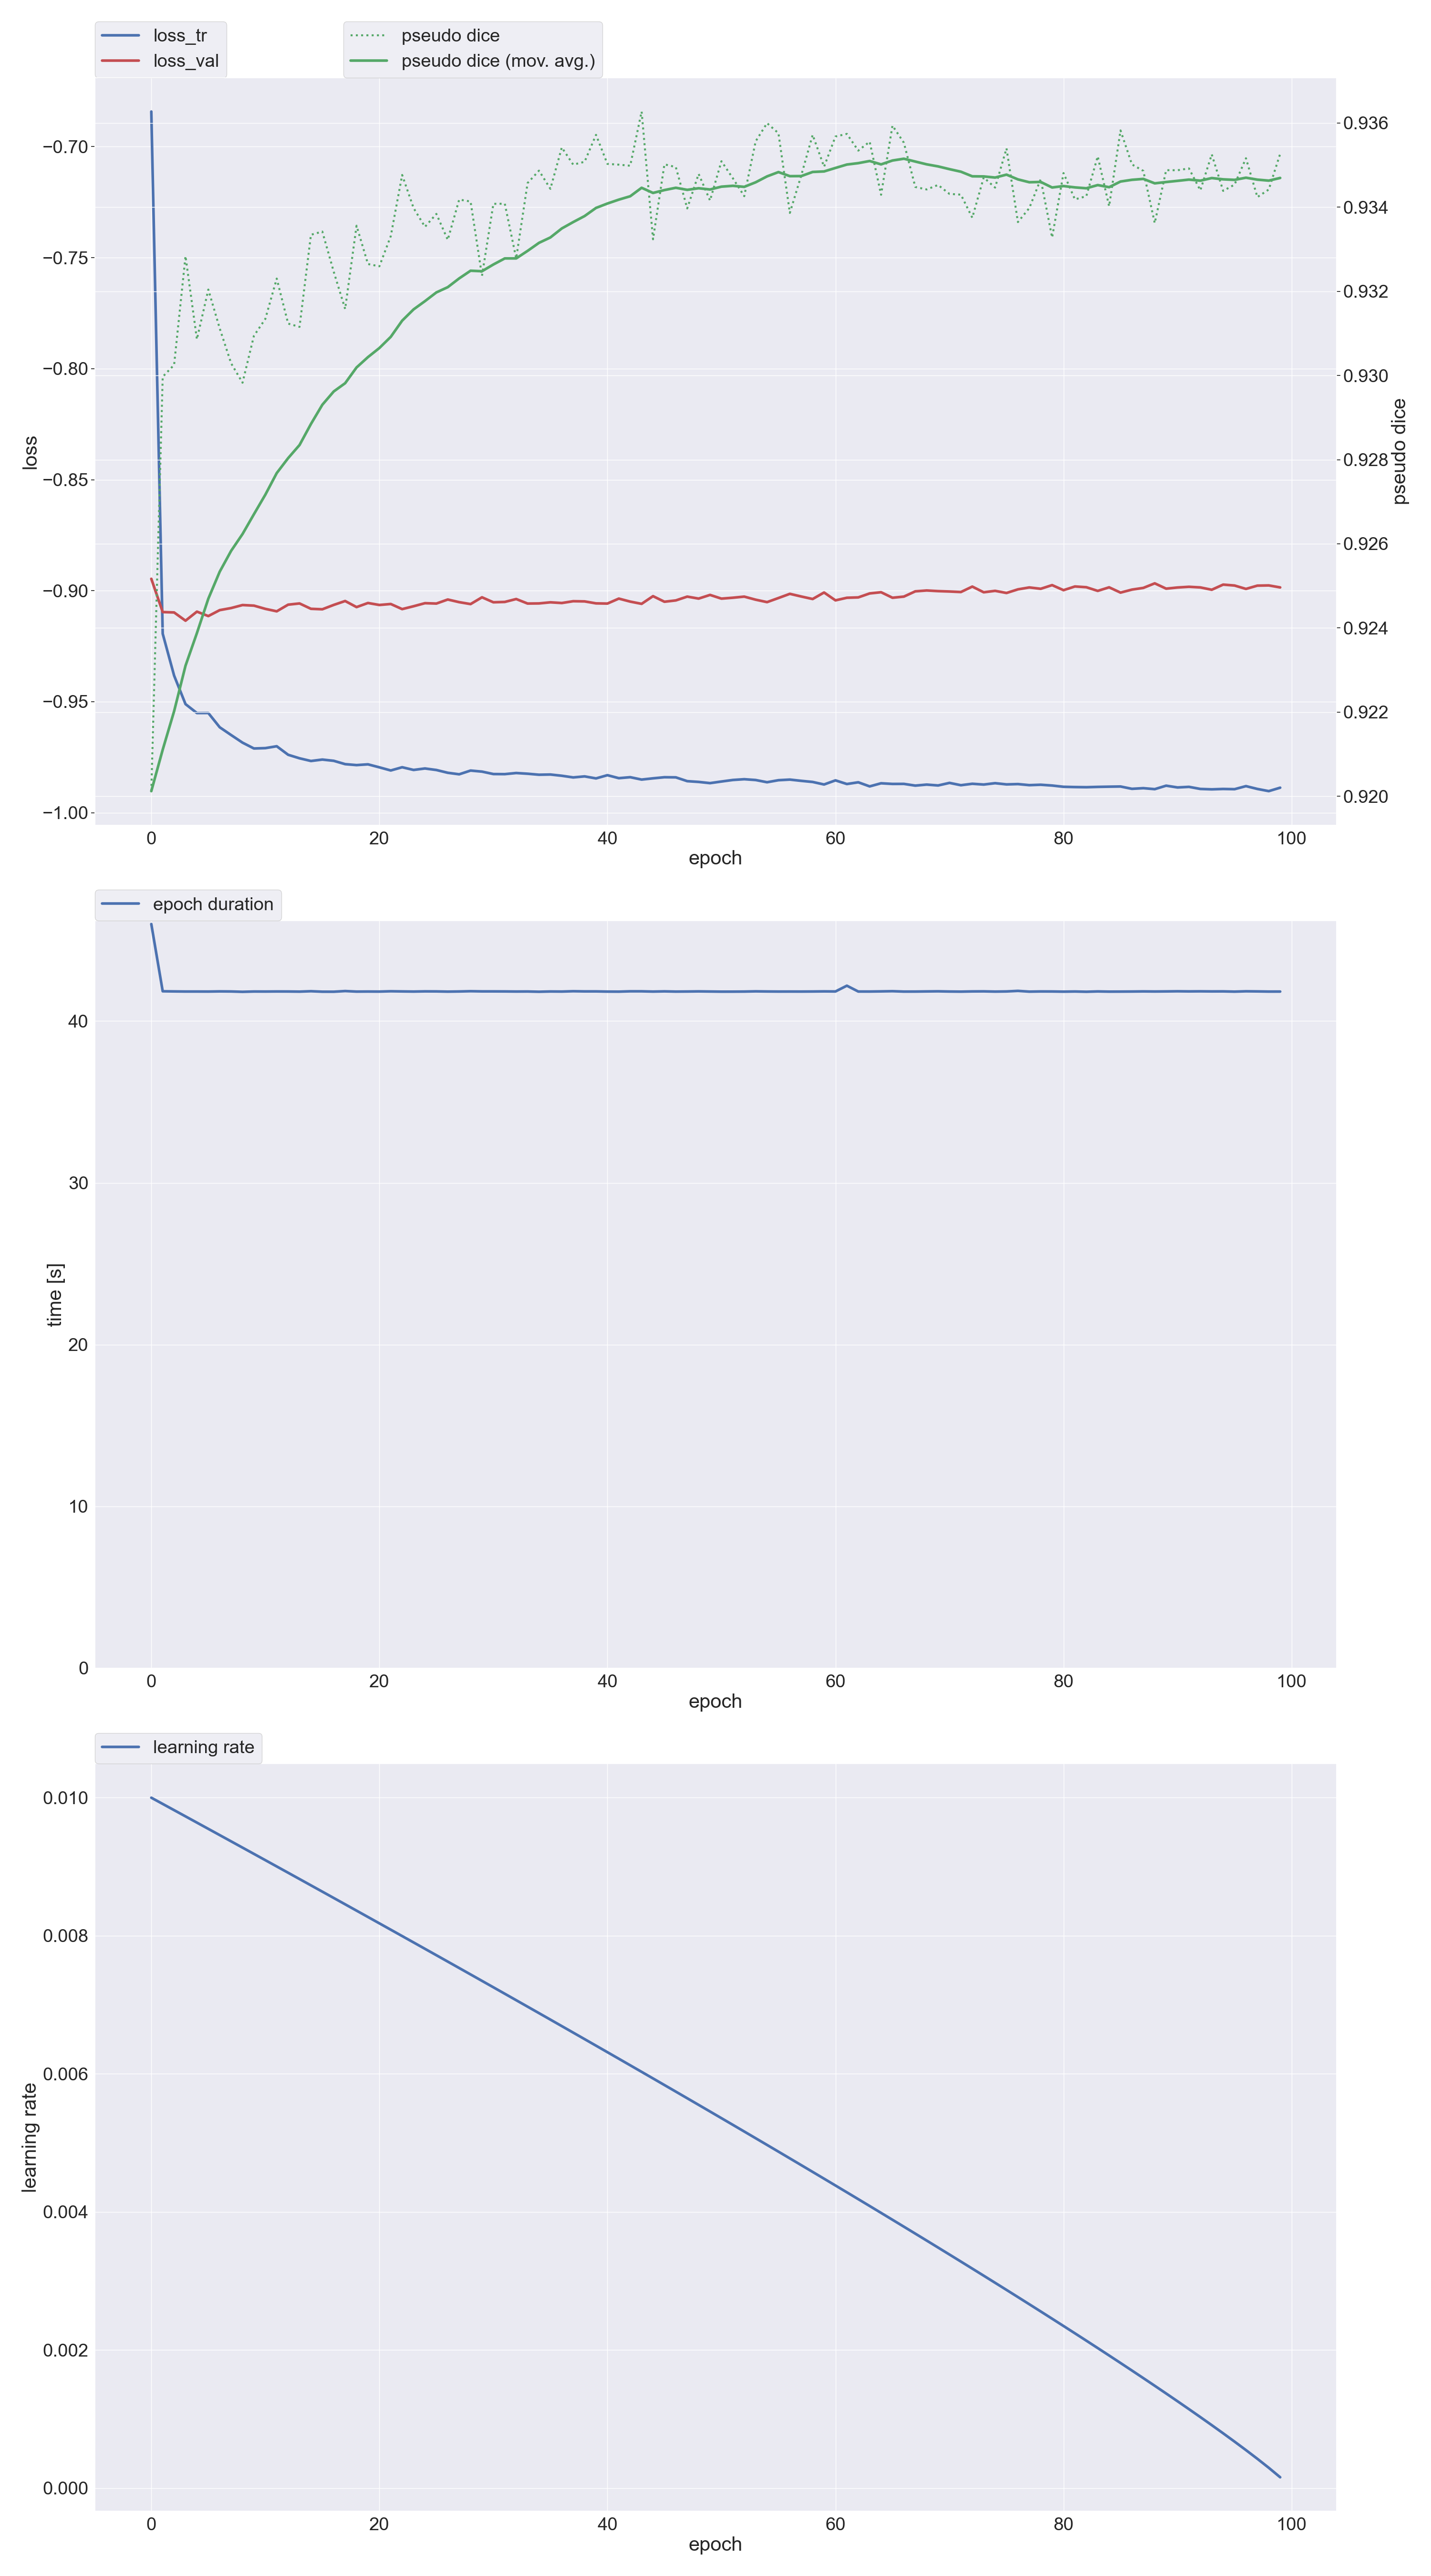 loss_tr
loss_val
pseudo dice
pseudo dice (mov. avg.)
−0.70
−0.75
−0.80
−0.85
−0.90
−0.95
−1.00
loss
0.936
0.934
0.932
0.930
0.928
0.926
0.924
0.922
0.920
pseudo dice
0 20 40 60 80 100
epoch
epoch duration
40
30
20
10
0
time [s]
0 20 40 60 80 100
epoch
learning rate
0.010
0.008
0.006
0.004
0.002
0.000
learning rate
0 20 40 60 80 100
epoch